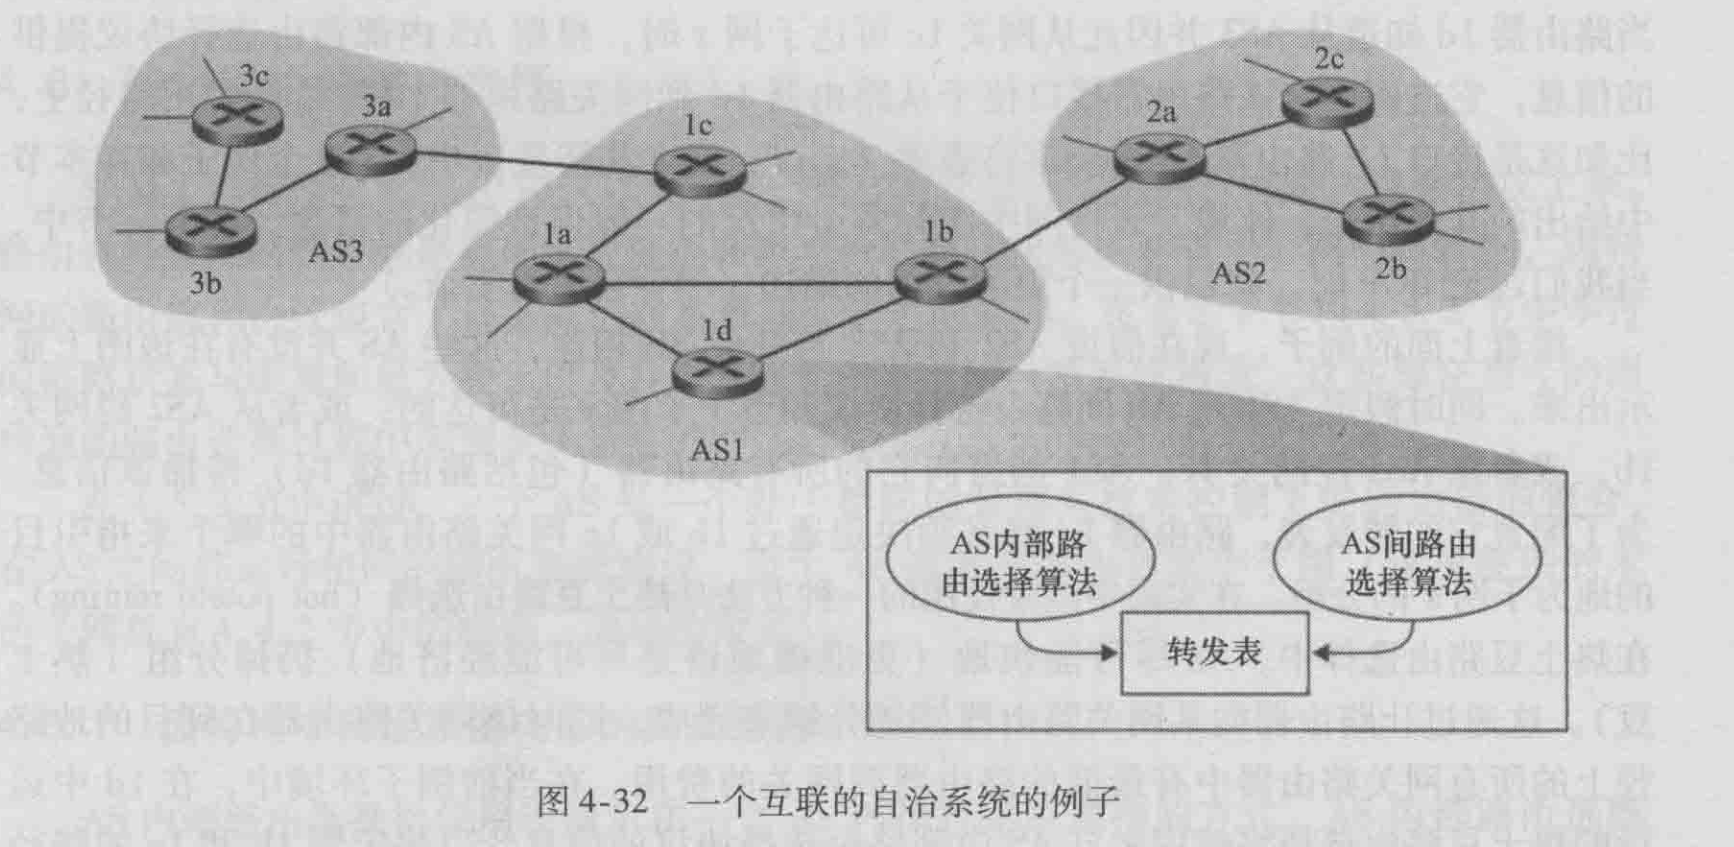 3c
3a
3b
AS3
1c
1a
1b
1d
AS1
2c
2a
2b
AS2
AS内部路
由选择算法
AS间路由
选择算法
转发表
图 4-32 一个互联的自治系统的例子